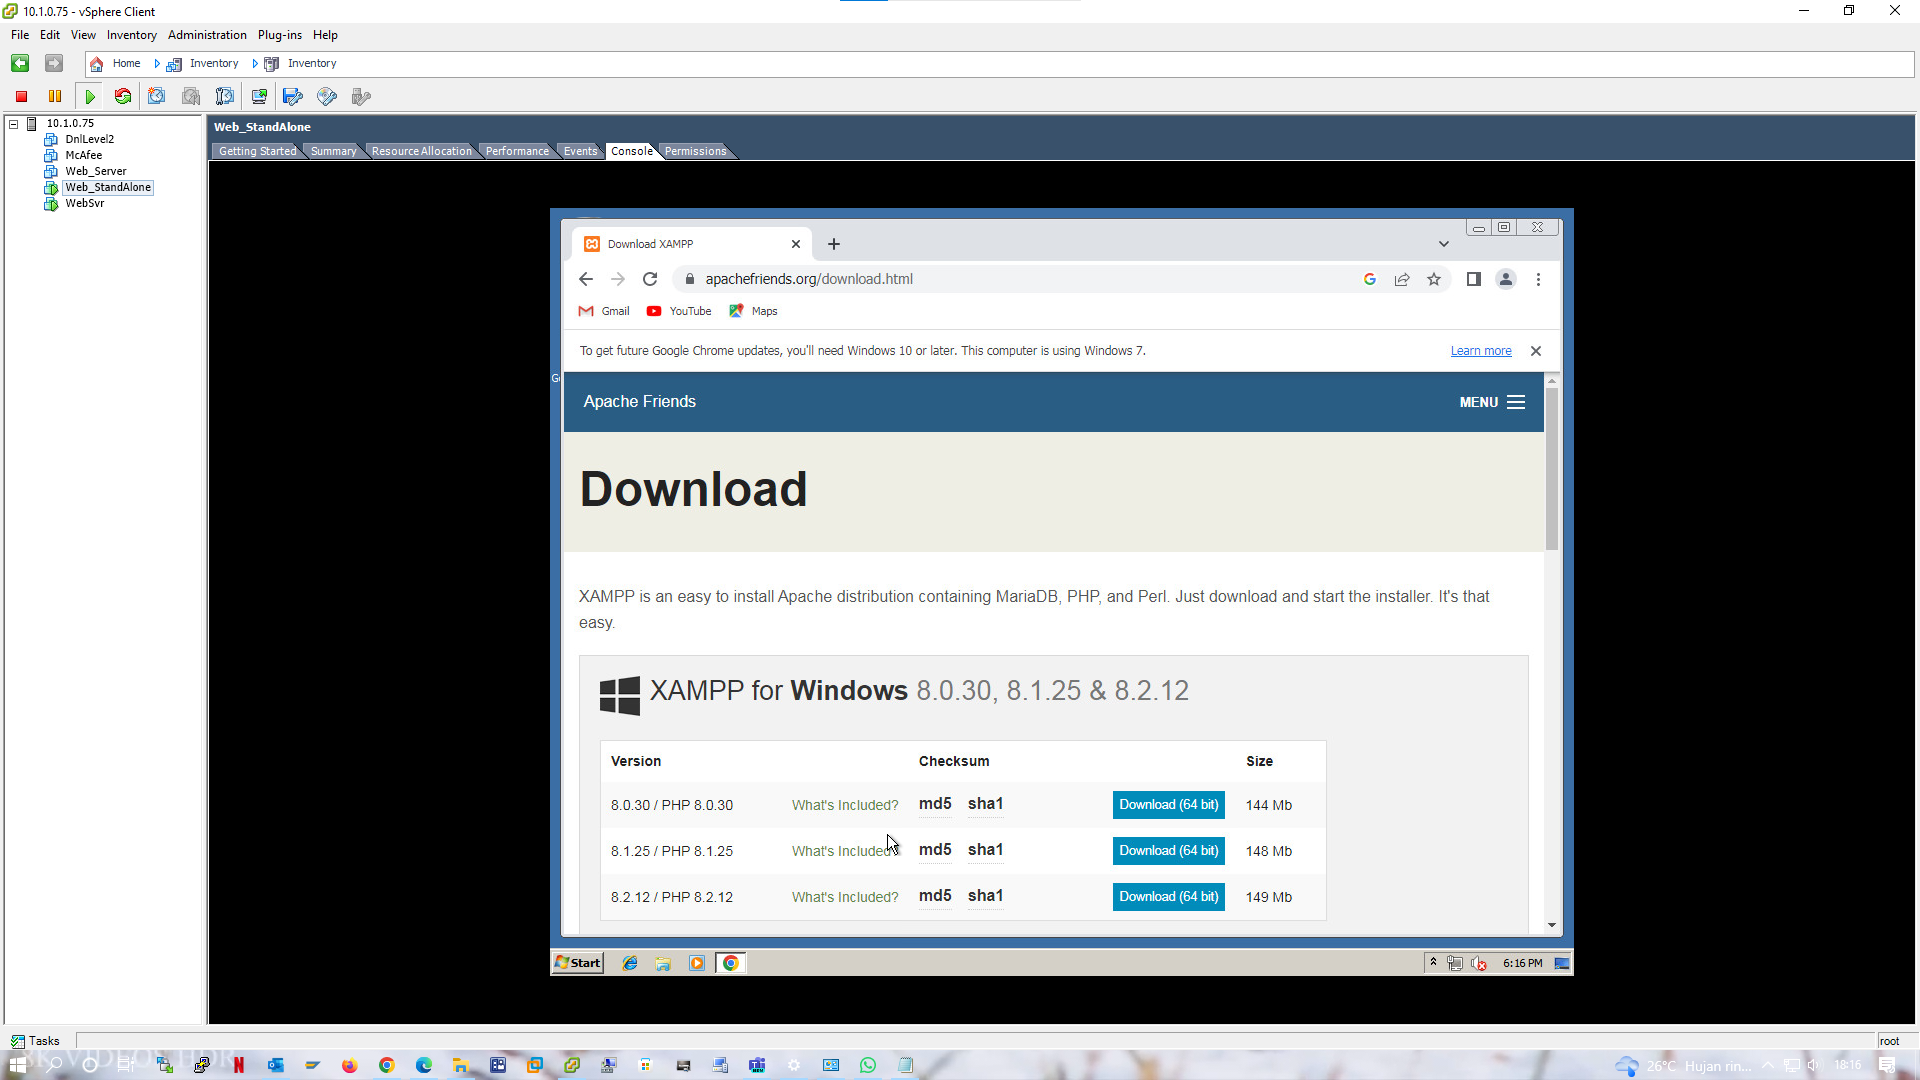 10.1.0.75 - vSphere Client
File Edit View Inventory Administration Plug-ins Help
Home Inventory Inventory
10.1.0.75
DnlLevel2
McAfee
Web_Server
Web_StandAlone
WebSvr
Web_StandAlone
Getting Started Summary Resource Allocation Performance Events Console Permissions
Download XAMPP
apachefriends.org/download.html
Gmail YouTube Maps
To get future Google Chrome updates, you'll need Windows 10 or later. This computer is using Windows 7. Learn more
Apache Friends MENU
Download
XAMPP is an easy to install Apache distribution containing MariaDB, PHP, and Perl. Just download and start the installer. It's that
easy.
XAMPP for Windows 8.0.30, 8.1.25 & 8.2.12
Version Checksum Size
8.0.30 / PHP 8.0.30 What's Included? md5 sha1 Download (64 bit) 144 Mb
8.1.25 / PHP 8.1.25 What's Included? md5 sha1 Download (64 bit) 148 Mb
8.2.12 / PHP 8.2.12 What's Included? md5 sha1 Download (64 bit) 149 Mb
Start 6:16 PM
Tasks root
26°C Hujan rin... 18:16